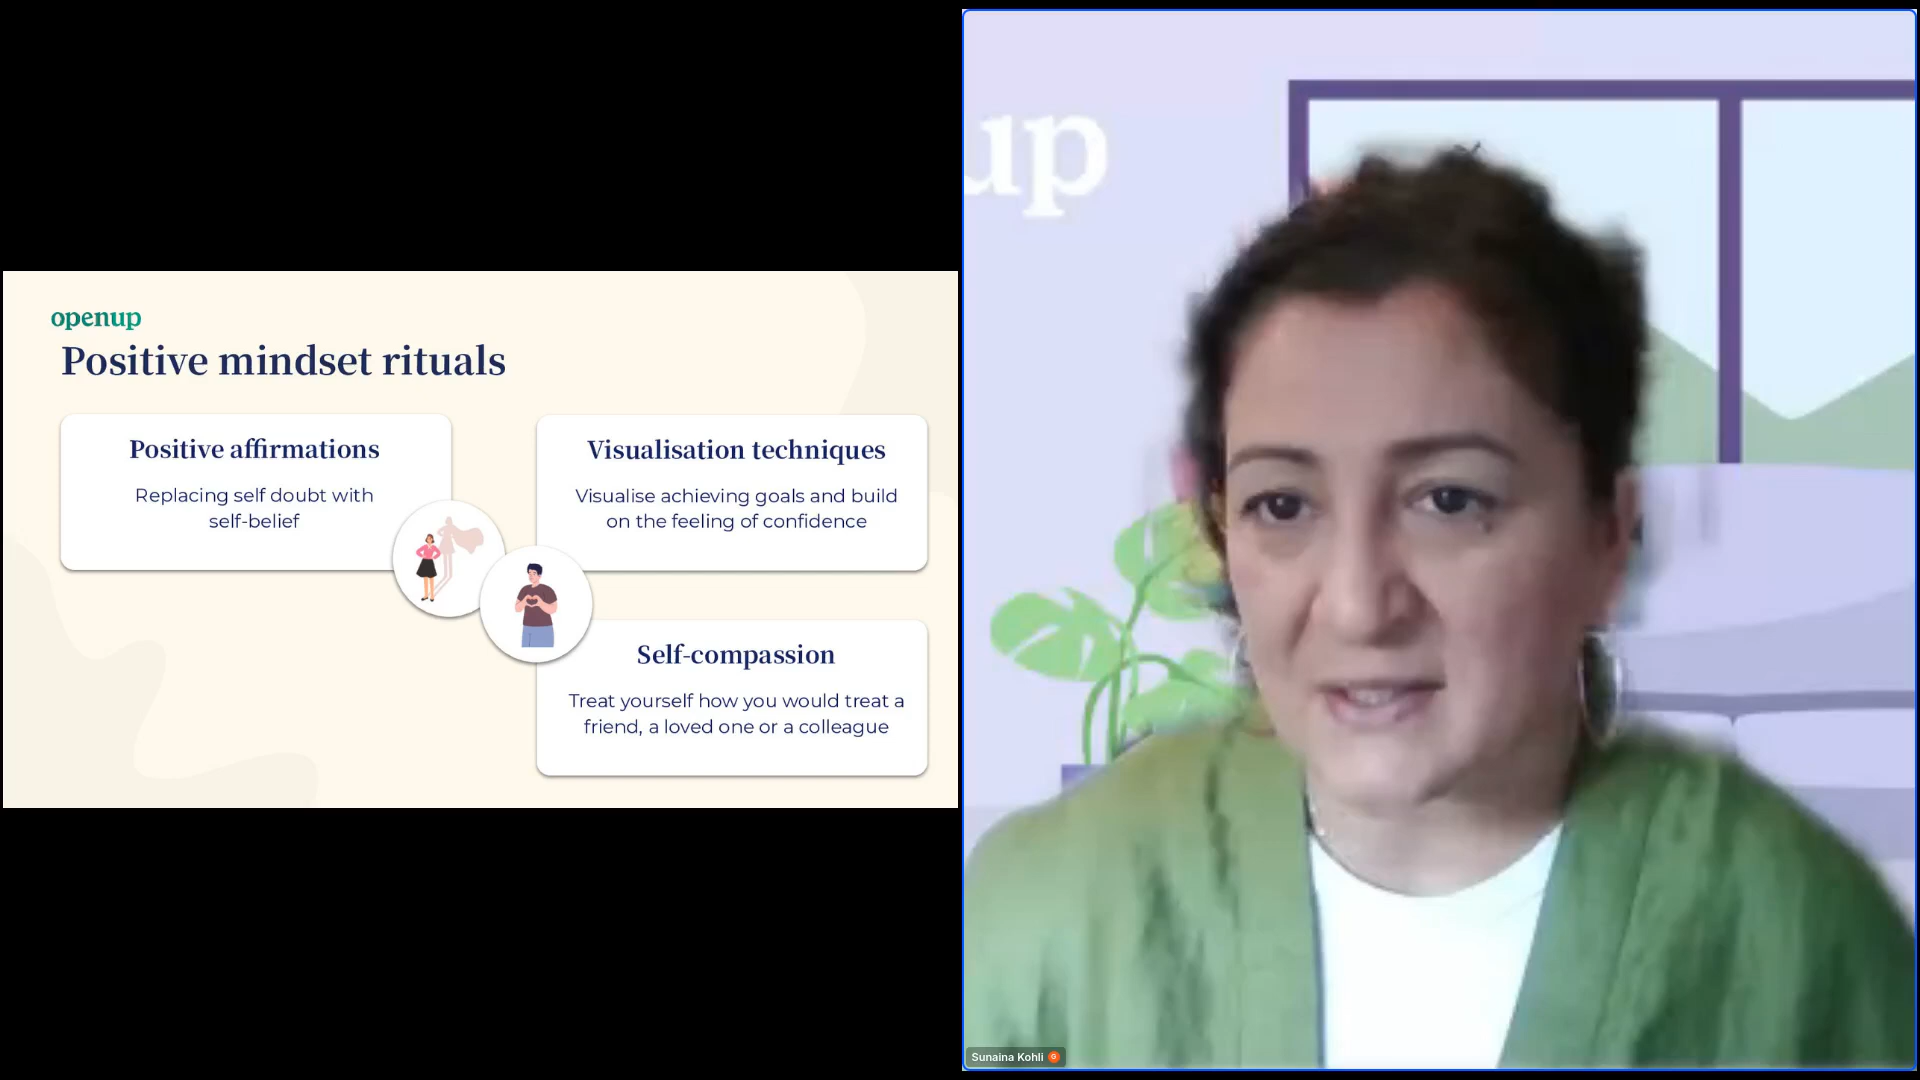 openup
Positive mindset rituals
Positive affirmations
Replacing self doubt with
self-belief
Visualisation techniques
Visualise achieving goals and build
on the feeling of confidence
Self-compassion
Treat yourself how you would treat a
friend, a loved one or a colleague
up
Sunaina Kohli